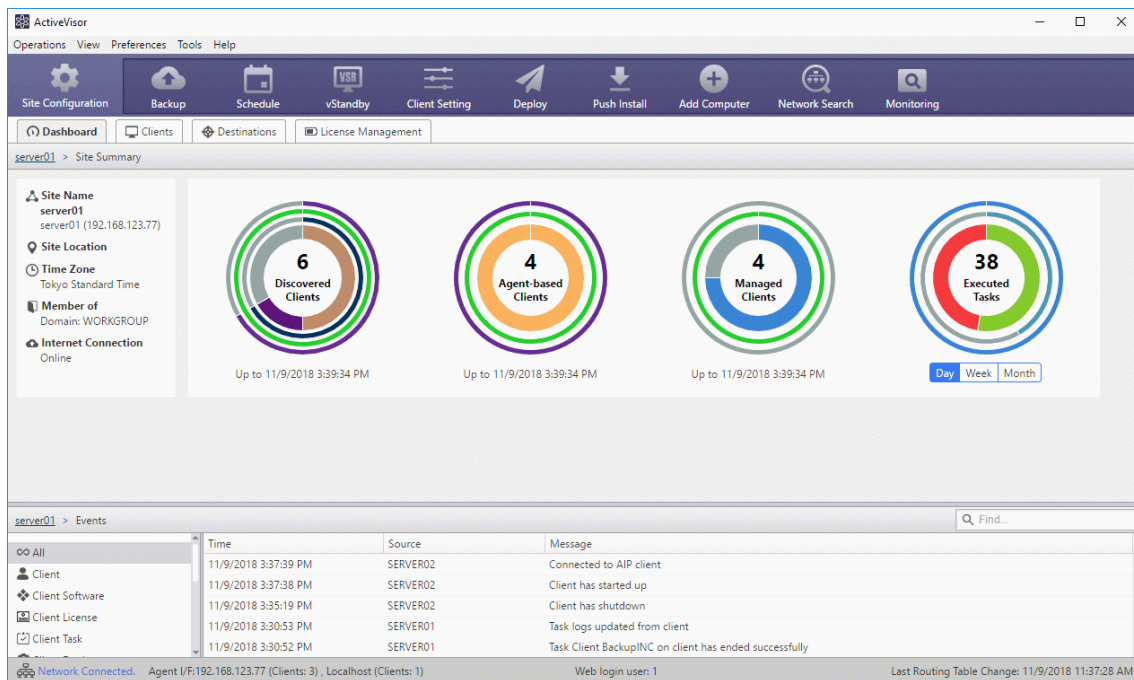 ActiveVisor
Operations View Preferences Tools Help
VSR
Site Configuration Backup Schedule vStandby Client Setting Deploy Push Install Add Computer Network Search Monitoring
Dashboard Clients Destinations License Management
server01 > Site Summary
Site Name
server01
server01 (192.168.123.77)
Site Location
Time Zone
Tokyo Standard Time
Member of
Domain: WORKGROUP
Internet Connection
Online
6
Discovered
Clients
Up to 11/9/2018 3:39:34 PM
4
Agent-based
Clients
Up to 11/9/2018 3:39:34 PM
4
Managed
Clients
Up to 11/9/2018 3:39:34 PM
38
Executed
Tasks
Day Week Month
server01 > Events
Find...
All
Client
Client Software
Client License
Client Task
Time Source Message
11/9/2018 3:37:39 PM SERVER02 Connected to AIP client
11/9/2018 3:37:38 PM SERVER02 Client has started up
11/9/2018 3:35:19 PM SERVER02 Client has shutdown
11/9/2018 3:30:53 PM SERVER01 Task logs updated from client
11/9/2018 3:30:52 PM SERVER01 Task Client BackupINC on client has ended successfully
Network Connected. Agent I/F:192.168.123.77 (Clients: 3) , Localhost (Clients: 1) Web login user: 1 Last Routing Table Change: 11/9/2018 11:37:28 AM